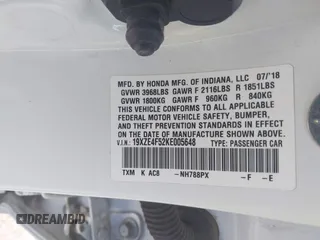 MFD. BY HONDA MFG. OF INDIANA, LLC 07/'18
GVWR 3968LBS GAWR F 2116LBS R 1851LBS
GVWR 1800KG GAWR F 960KG R 840KG
THIS VEHICLE CONFORMS TO ALL APPLICABLE
FEDERAL MOTOR VEHICLE SAFETY, BUMPER,
AND THEFT PREVENTION STANDARDS IN EFFECT
ON THE DATE OF MANUFACTURE SHOWN ABOVE.
V.I.N: 19XZE4F52KE005648 TYPE: PASSENGER CAR
TXM K AC8 -NH788PX -F -E
DREAMBID